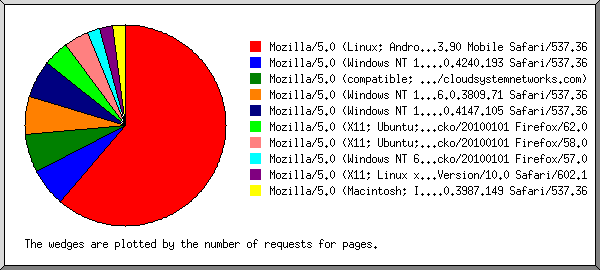 Mozilla/5.0 (Linux; Andro...3.90 Mobile Safari/537.36
Mozilla/5.0 (Windows NT 1....0.4240.193 Safari/537.36
Mozilla/5.0 (compatible; .../cloudsystemnetworks.com)
Mozilla/5.0 (Windows NT 1...6.0.3809.71 Safari/537.36
Mozilla/5.0 (Windows NT 1....0.4147.105 Safari/537.36
Mozilla/5.0 (X11; Ubuntu;...cko/20100101 Firefox/62.0
Mozilla/5.0 (X11; Ubuntu;...cko/20100101 Firefox/58.0
Mozilla/5.0 (Windows NT 6...cko/20100101 Firefox/57.0
Mozilla/5.0 (X11; Linux x...Version/10.0 Safari/602.1
Mozilla/5.0 (Macintosh; I....0.3987.149 Safari/537.36
The wedges are plotted by the number of requests for pages.